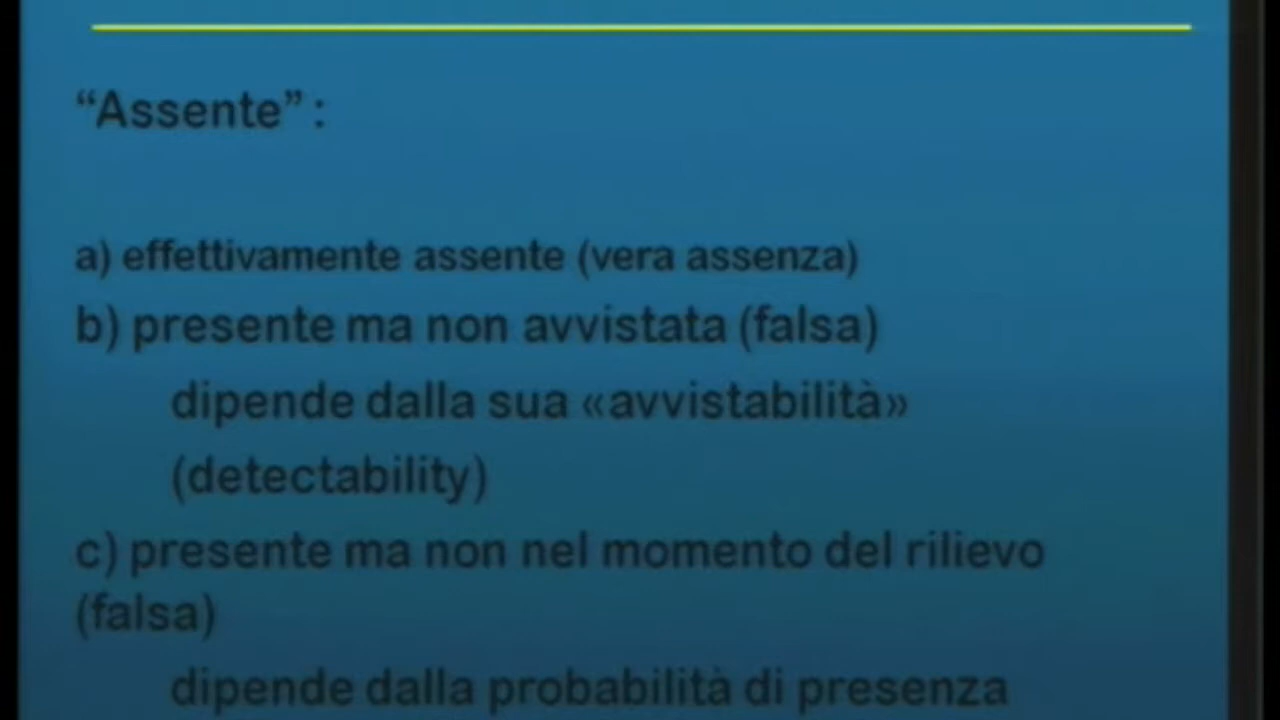 “Assente” :
a) effettivamente assente (vera assenza)
b) presente ma non avvistata (falsa)
dipende dalla sua «avvistabilità»
(detectability)
c) presente ma non nel momento del rilievo
(falsa)
dipende dalla probabilità di presenza